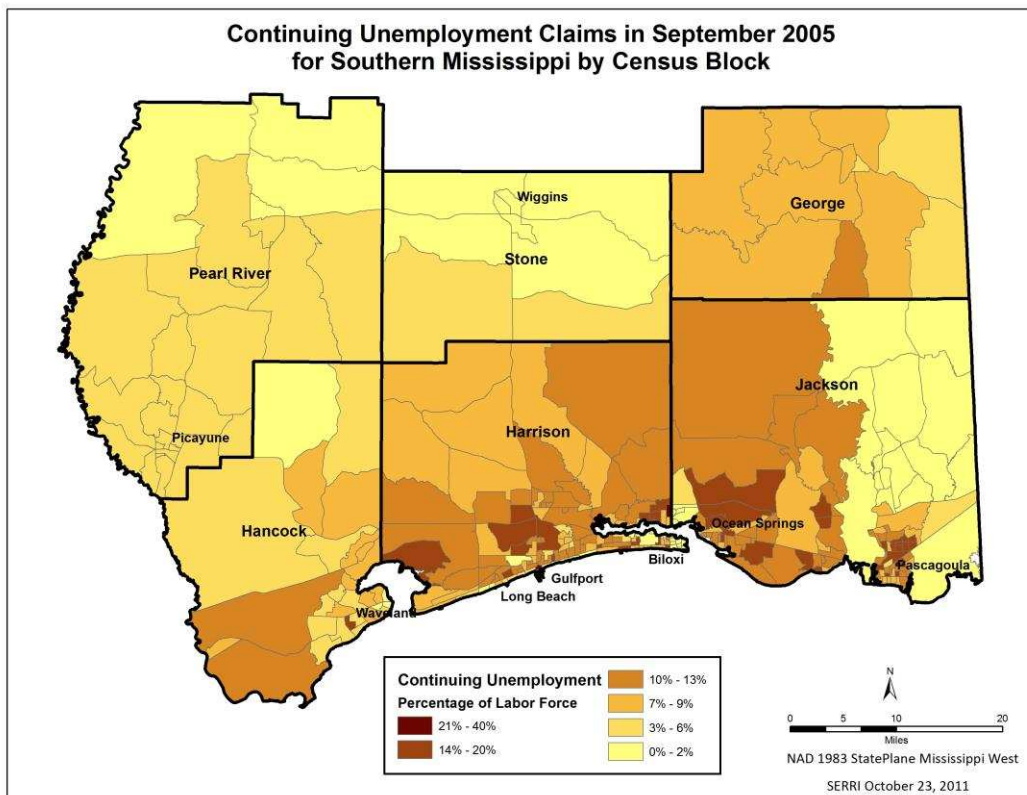 Continuing Unemployment Claims in September 2005
for Southern Mississippi by Census Block
Wiggins
George
Stone
Pearl River
Jackson
Harrison
Picayune
Hancock
Ocean Springs
Biloxi
Pascagoula
Gulfport
Long Beach
Waveland
Continuing Unemployment
Percentage of Labor Force
21% - 40%
14% - 20%
10% - 13%
7% - 9%
3% - 6%
0% - 2%
N
0 5 10 20
Miles
NAD 1983 StatePlane Mississippi West
SERRI October 23, 2011